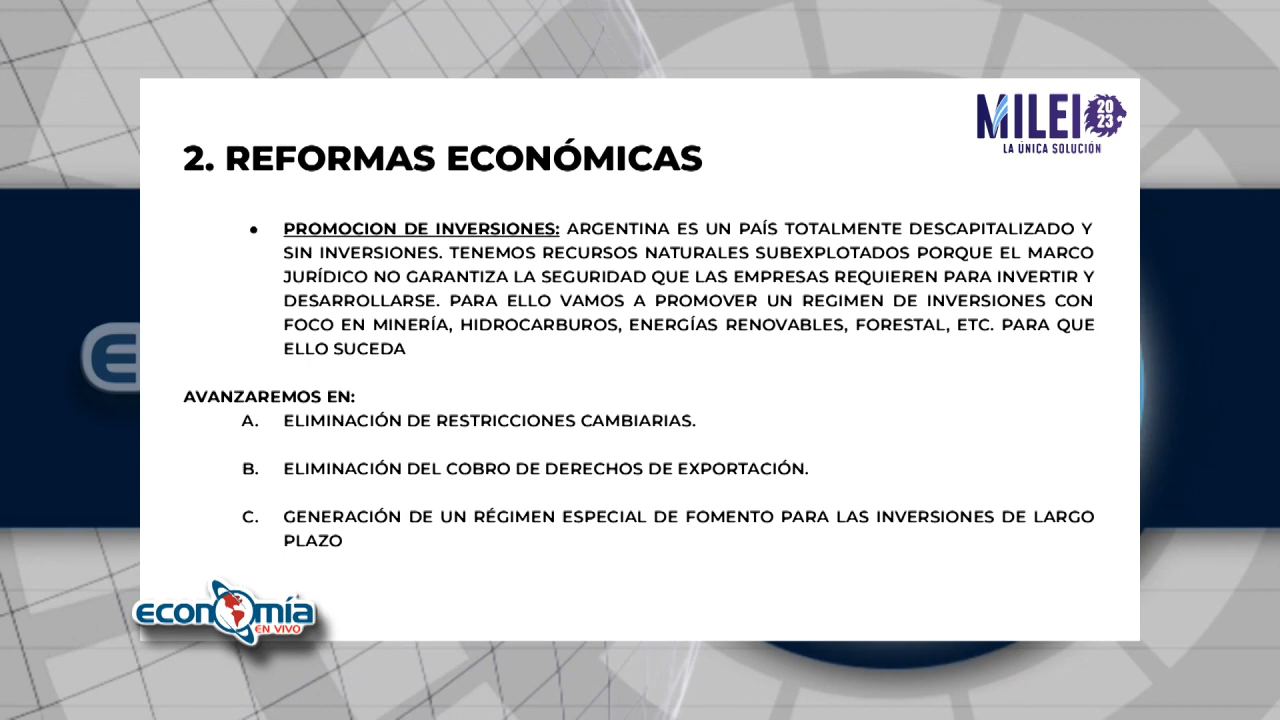 MILEI 2023
LA ÚNICA SOLUCIÓN
2. REFORMAS ECONÓMICAS
● PROMOCION DE INVERSIONES: ARGENTINA ES UN PAÍS TOTALMENTE DESCAPITALIZADO Y
SIN INVERSIONES. TENEMOS RECURSOS NATURALES SUBEXPLOTADOS PORQUE EL MARCO
JURÍDICO NO GARANTIZA LA SEGURIDAD QUE LAS EMPRESAS REQUIEREN PARA INVERTIR Y
DESARROLLARSE. PARA ELLO VAMOS A PROMOVER UN REGIMEN DE INVERSIONES CON
FOCO EN MINERÍA, HIDROCARBUROS, ENERGÍAS RENOVABLES, FORESTAL, ETC. PARA QUE
ELLO SUCEDA
AVANZAREMOS EN:
A. ELIMINACIÓN DE RESTRICCIONES CAMBIARIAS.
B. ELIMINACIÓN DEL COBRO DE DERECHOS DE EXPORTACIÓN.
C. GENERACIÓN DE UN RÉGIMEN ESPECIAL DE FOMENTO PARA LAS INVERSIONES DE LARGO
PLAZO
economía
EN VIVO